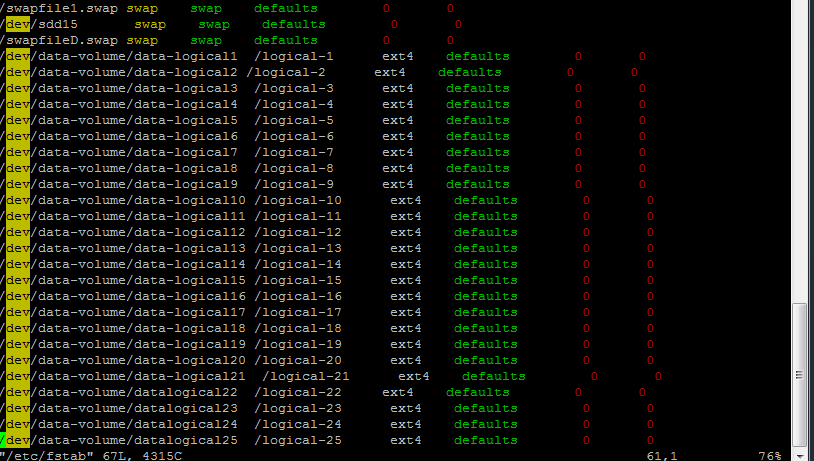 /swapfile1.swap swap swap defaults 0 0
/dev/sdd15 swap swap defaults 0 0
/swapfileD.swap swap swap defaults 0 0
/dev/data-volume/data-logical1 /logical-1 ext4 defaults 0 0
/dev/data-volume/data-logical2 /logical-2 ext4 defaults 0 0
/dev/data-volume/data-logical3 /logical-3 ext4 defaults 0 0
/dev/data-volume/data-logical4 /logical-4 ext4 defaults 0 0
/dev/data-volume/data-logical5 /logical-5 ext4 defaults 0 0
/dev/data-volume/data-logical6 /logical-6 ext4 defaults 0 0
/dev/data-volume/data-logical7 /logical-7 ext4 defaults 0 0
/dev/data-volume/data-logical8 /logical-8 ext4 defaults 0 0
/dev/data-volume/data-logical9 /logical-9 ext4 defaults 0 0
/dev/data-volume/data-logical10 /logical-10 ext4 defaults 0 0
/dev/data-volume/data-logical11 /logical-11 ext4 defaults 0 0
/dev/data-volume/data-logical12 /logical-12 ext4 defaults 0 0
/dev/data-volume/data-logical13 /logical-13 ext4 defaults 0 0
/dev/data-volume/data-logical14 /logical-14 ext4 defaults 0 0
/dev/data-volume/data-logical15 /logical-15 ext4 defaults 0 0
/dev/data-volume/data-logical16 /logical-16 ext4 defaults 0 0
/dev/data-volume/data-logical17 /logical-17 ext4 defaults 0 0
/dev/data-volume/data-logical18 /logical-18 ext4 defaults 0 0
/dev/data-volume/data-logical19 /logical-19 ext4 defaults 0 0
/dev/data-volume/data-logical20 /logical-20 ext4 defaults 0 0
/dev/data-volume/data-logical21 /logical-21 ext4 defaults 0 0
/dev/data-volume/datalogical22 /logical-22 ext4 defaults 0 0
/dev/data-volume/datalogical23 /logical-23 ext4 defaults 0 0
/dev/data-volume/datalogical24 /logical-24 ext4 defaults 0 0
/dev/data-volume/datalogical25 /logical-25 ext4 defaults 0 0
"/etc/fstab" 67L, 4315C 61,1 76%